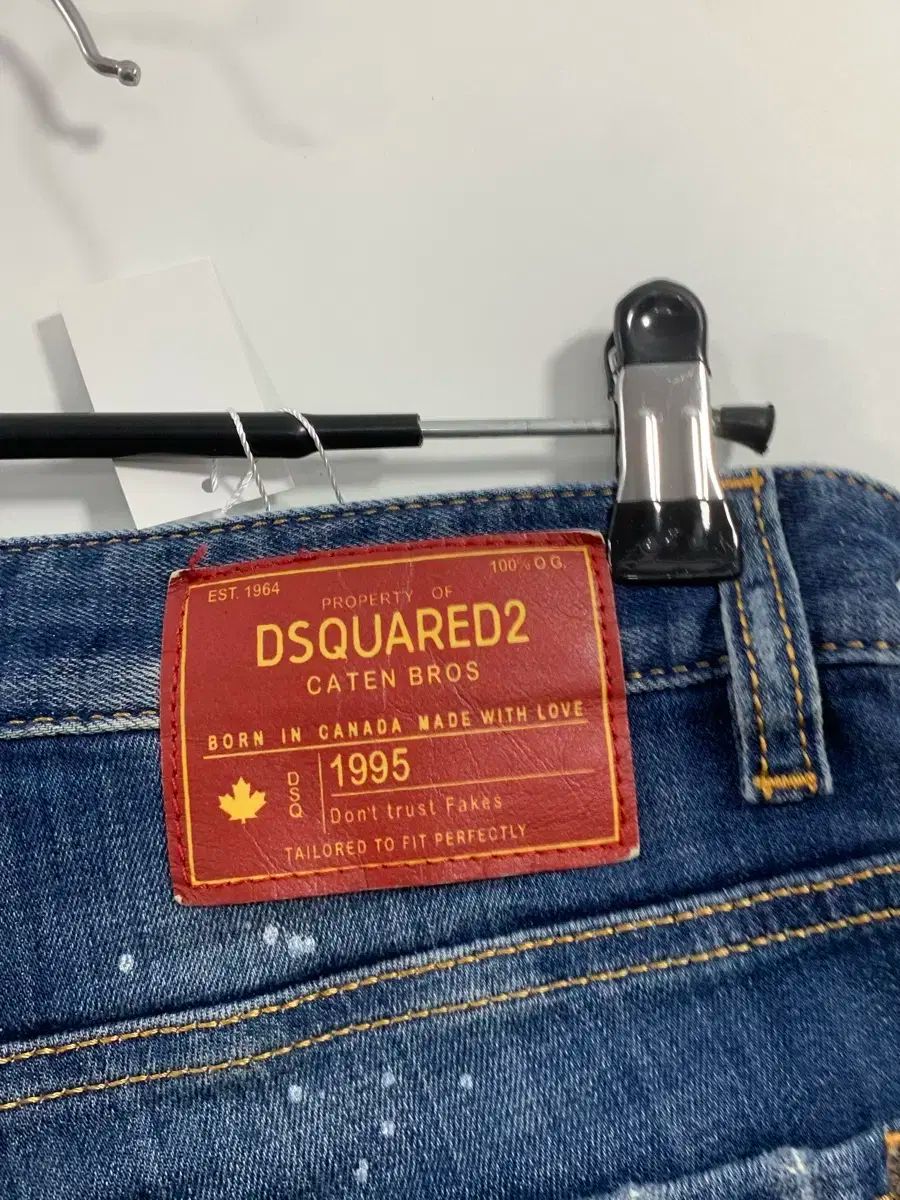 EST. 1964
100% O G.
PROPERTY OF
DSQUARED2
CATEN BROS
BORN IN CANADA MADE WITH LOVE
DSQ
1995
Don't trust Fakes
TAILORED TO FIT PERFECTLY